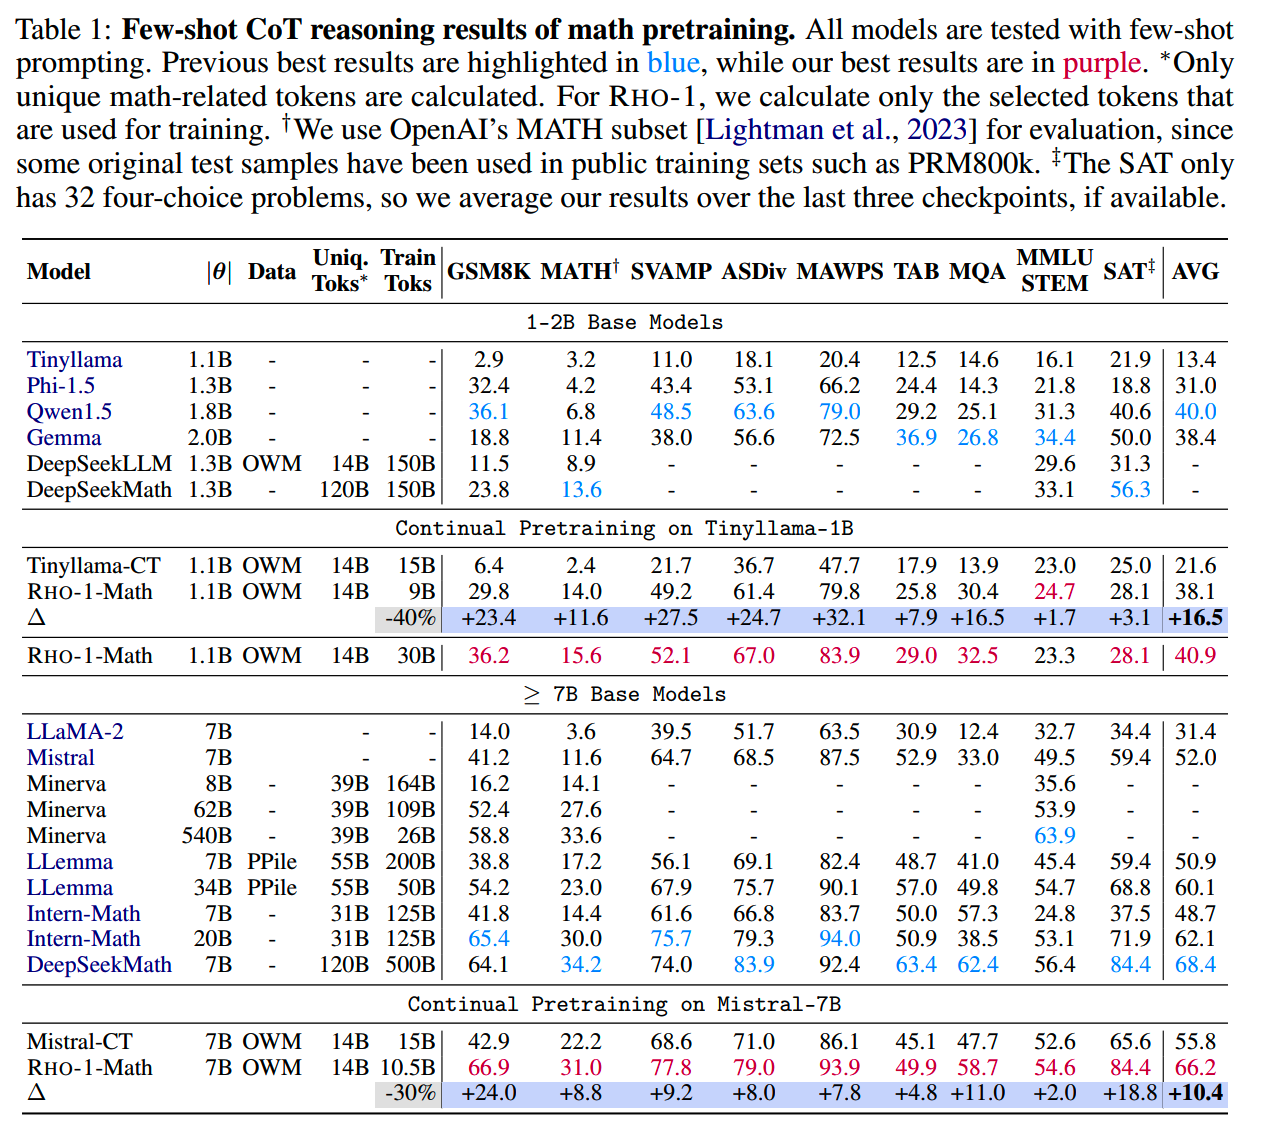 Table 1: Few-shot CoT reasoning results of math pretraining. All models are tested with few-shot
prompting. Previous best results are highlighted in blue, while our best results are in purple. *Only
unique math-related tokens are calculated. For RHO-1, we calculate only the selected tokens that
are used for training. †We use OpenAI's MATH subset [Lightman et al., 2023] for evaluation, since
some original test samples have been used in public training sets such as PRM800k. ‡The SAT only
has 32 four-choice problems, so we average our results over the last three checkpoints, if available.
Model |θ| Data Uniq. Toks* Train Toks GSM8K MATH† SVAMP ASDiv MAWPS TAB MQA MMLU STEM SAT‡ AVG
1-2B Base Models
Tinyllama 1.1B - - - 2.9 3.2 11.0 18.1 20.4 12.5 14.6 16.1 21.9 13.4
Phi-1.5 1.3B - - - 32.4 4.2 43.4 53.1 66.2 24.4 14.3 21.8 18.8 31.0
Qwen1.5 1.8B - - - 36.1 6.8 48.5 63.6 79.0 29.2 25.1 31.3 40.6 40.0
Gemma 2.0B - - - 18.8 11.4 38.0 56.6 72.5 36.9 26.8 34.4 50.0 38.4
DeepSeekLLM 1.3B OWM 14B 150B 11.5 8.9 - - - - - 29.6 31.3 -
DeepSeekMath 1.3B - 120B 150B 23.8 13.6 - - - - - 33.1 56.3 -
Continual Pretraining on Tinyllama-1B
Tinyllama-CT 1.1B OWM 14B 15B 6.4 2.4 21.7 36.7 47.7 17.9 13.9 23.0 25.0 21.6
RHO-1-Math 1.1B OWM 14B 9B 29.8 14.0 49.2 61.4 79.8 25.8 30.4 24.7 28.1 38.1
Δ -40% +23.4 +11.6 +27.5 +24.7 +32.1 +7.9 +16.5 +1.7 +3.1 +16.5
RHO-1-Math 1.1B OWM 14B 30B 36.2 15.6 52.1 67.0 83.9 29.0 32.5 23.3 28.1 40.9
≥ 7B Base Models
LLaMA-2 7B - - 14.0 3.6 39.5 51.7 63.5 30.9 12.4 32.7 34.4 31.4
Mistral 7B - - 41.2 11.6 64.7 68.5 87.5 52.9 33.0 49.5 59.4 52.0
Minerva 8B - 39B 164B 16.2 14.1 - - - - - 35.6 - -
Minerva 62B - 39B 109B 52.4 27.6 - - - - - 53.9 - -
Minerva 540B - 39B 26B 58.8 33.6 - - - - - 63.9 - -
LLemma 7B PPile 55B 200B 38.8 17.2 56.1 69.1 82.4 48.7 41.0 45.4 59.4 50.9
LLemma 34B PPile 55B 50B 54.2 23.0 67.9 75.7 90.1 57.0 49.8 54.7 68.8 60.1
Intern-Math 7B - 31B 125B 41.8 14.4 61.6 66.8 83.7 50.0 57.3 24.8 37.5 48.7
Intern-Math 20B - 31B 125B 65.4 30.0 75.7 79.3 94.0 50.9 38.5 53.1 71.9 62.1
DeepSeekMath 7B - 120B 500B 64.1 34.2 74.0 83.9 92.4 63.4 62.4 56.4 84.4 68.4
Continual Pretraining on Mistral-7B
Mistral-CT 7B OWM 14B 15B 42.9 22.2 68.6 71.0 86.1 45.1 47.7 52.6 65.6 55.8
RHO-1-Math 7B OWM 14B 10.5B 66.9 31.0 77.8 79.0 93.9 49.9 58.7 54.6 84.4 66.2
Δ -30% +24.0 +8.8 +9.2 +8.0 +7.8 +4.8 +11.0 +2.0 +18.8 +10.4